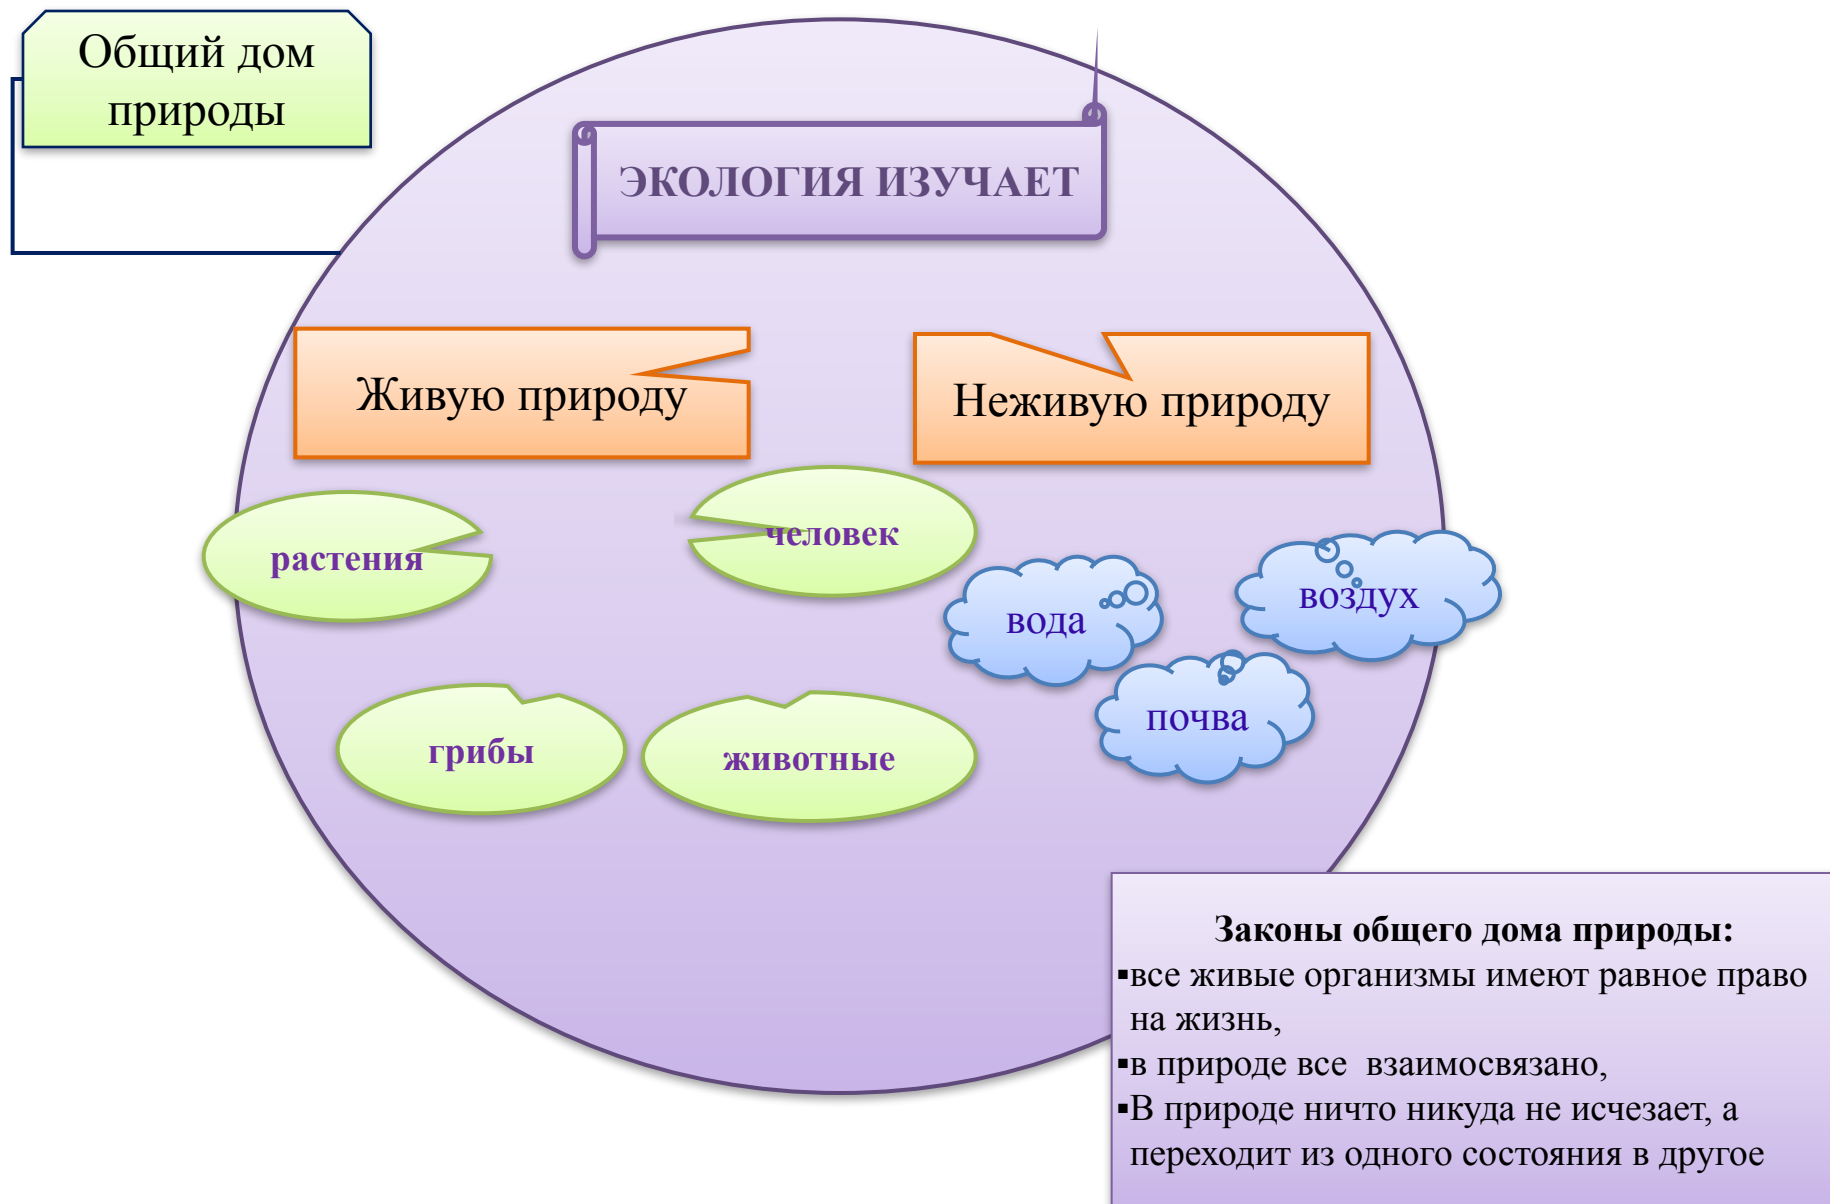 Общий дом
природы
ЭКОЛОГИЯ ИЗУЧАЕТ
Живую природу
Неживую природу
растения
человек
вода
воздух
почва
грибы
животные
Законы общего дома природы:
▪все живые организмы имеют равное право
на жизнь,
▪в природе все  взаимосвязано,
▪В природе ничто никуда не исчезает, а
переходит из одного состояния в другое